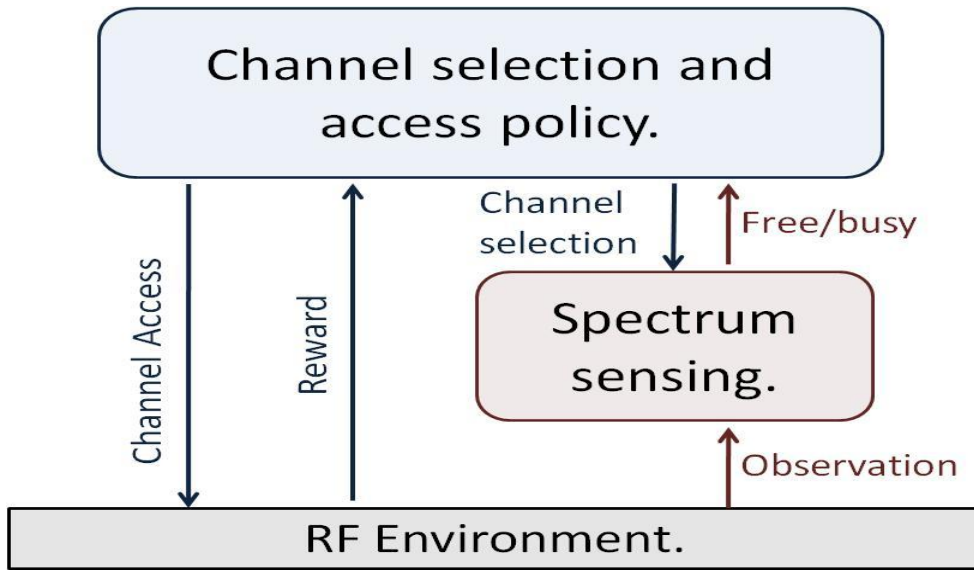 Channel selection and
access policy.
Channel
selection
Free/busy
Channel Access
Reward
Spectrum
sensing.
Observation
RF Environment.